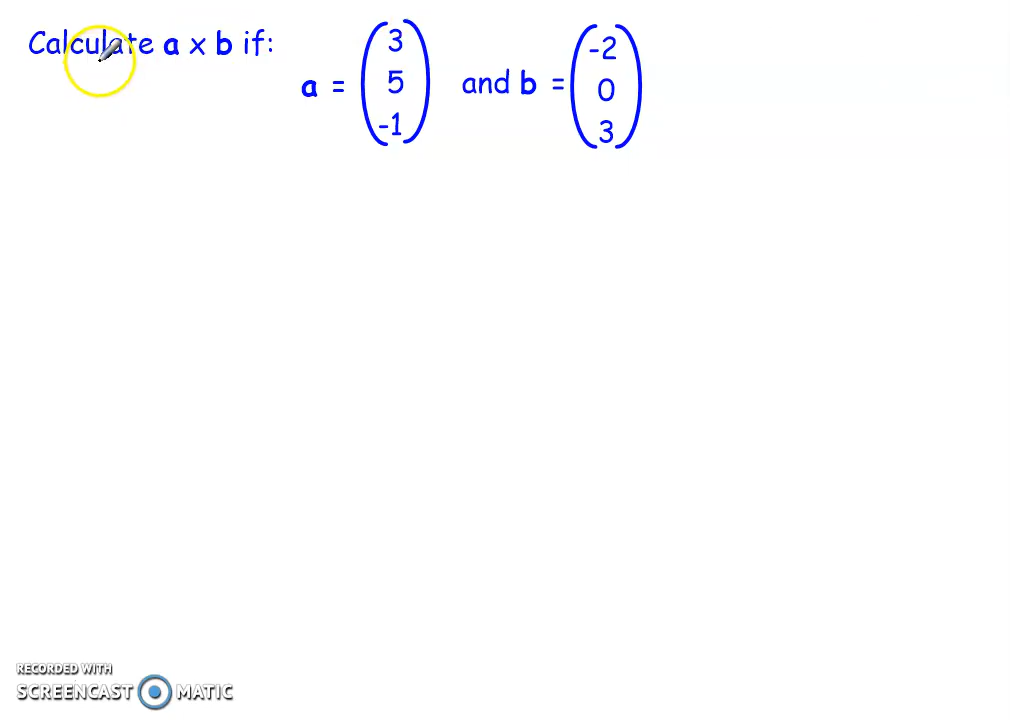 Calculate a x b if:
a = (3 5 -1) and b = (-2 0 3)
RECORDED WITH
SCREENCAST MATIC